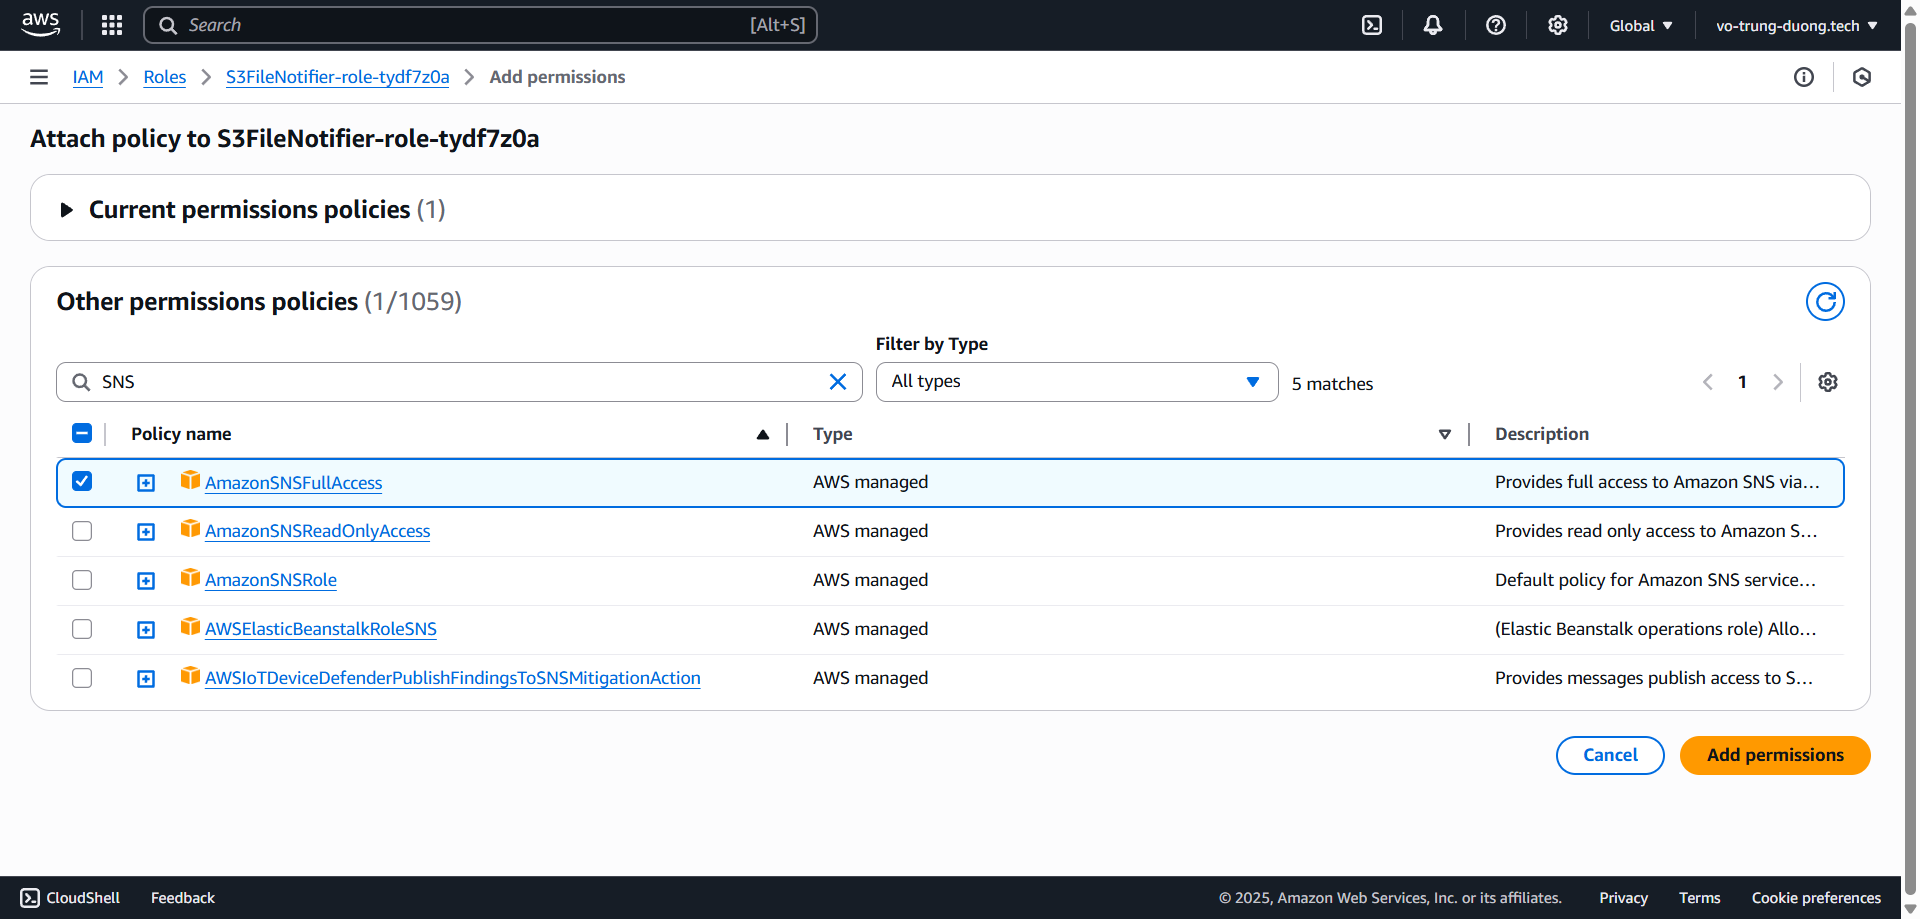 aws
Search [Alt+S] Global vo-trung-duong.tech
IAM Roles S3FileNotifier-role-tydf7z0a Add permissions
Attach policy to S3FileNotifier-role-tydf7z0a
Current permissions policies (1)
Other permissions policies (1/1059)
Filter by Type
SNS All types 5 matches 1
Policy name Type Description
AmazonSNSFullAccess AWS managed Provides full access to Amazon SNS via...
AmazonSNSReadOnlyAccess AWS managed Provides read only access to Amazon S...
AmazonSNSRole AWS managed Default policy for Amazon SNS service...
AWSElasticBeanstalkRoleSNS AWS managed (Elastic Beanstalk operations role) Allo...
AWSIoTDeviceDefenderPublishFindingsToSNSMitigationAction AWS managed Provides messages publish access to S...
Cancel Add permissions
CloudShell Feedback © 2025, Amazon Web Services, Inc. or its affiliates. Privacy Terms Cookie preferences